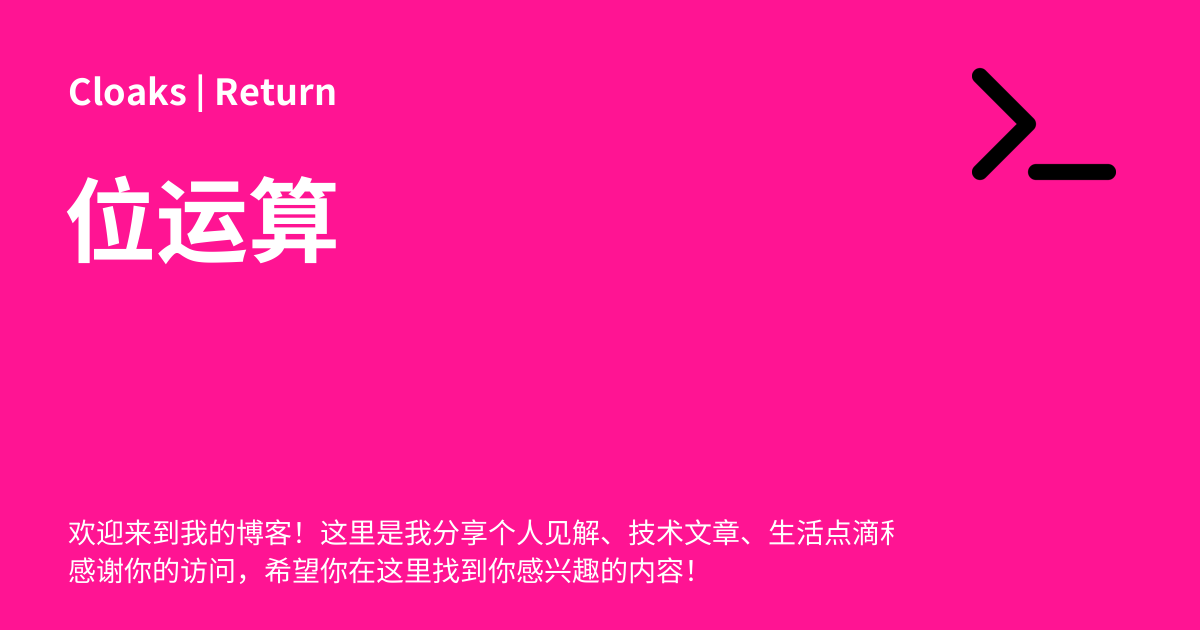 Cloaks | Return
位运算
欢迎来到我的博客！这里是我分享个人见解、技术文章、生活点滴
感谢你的访问，希望你在这里找到你感兴趣的内容！